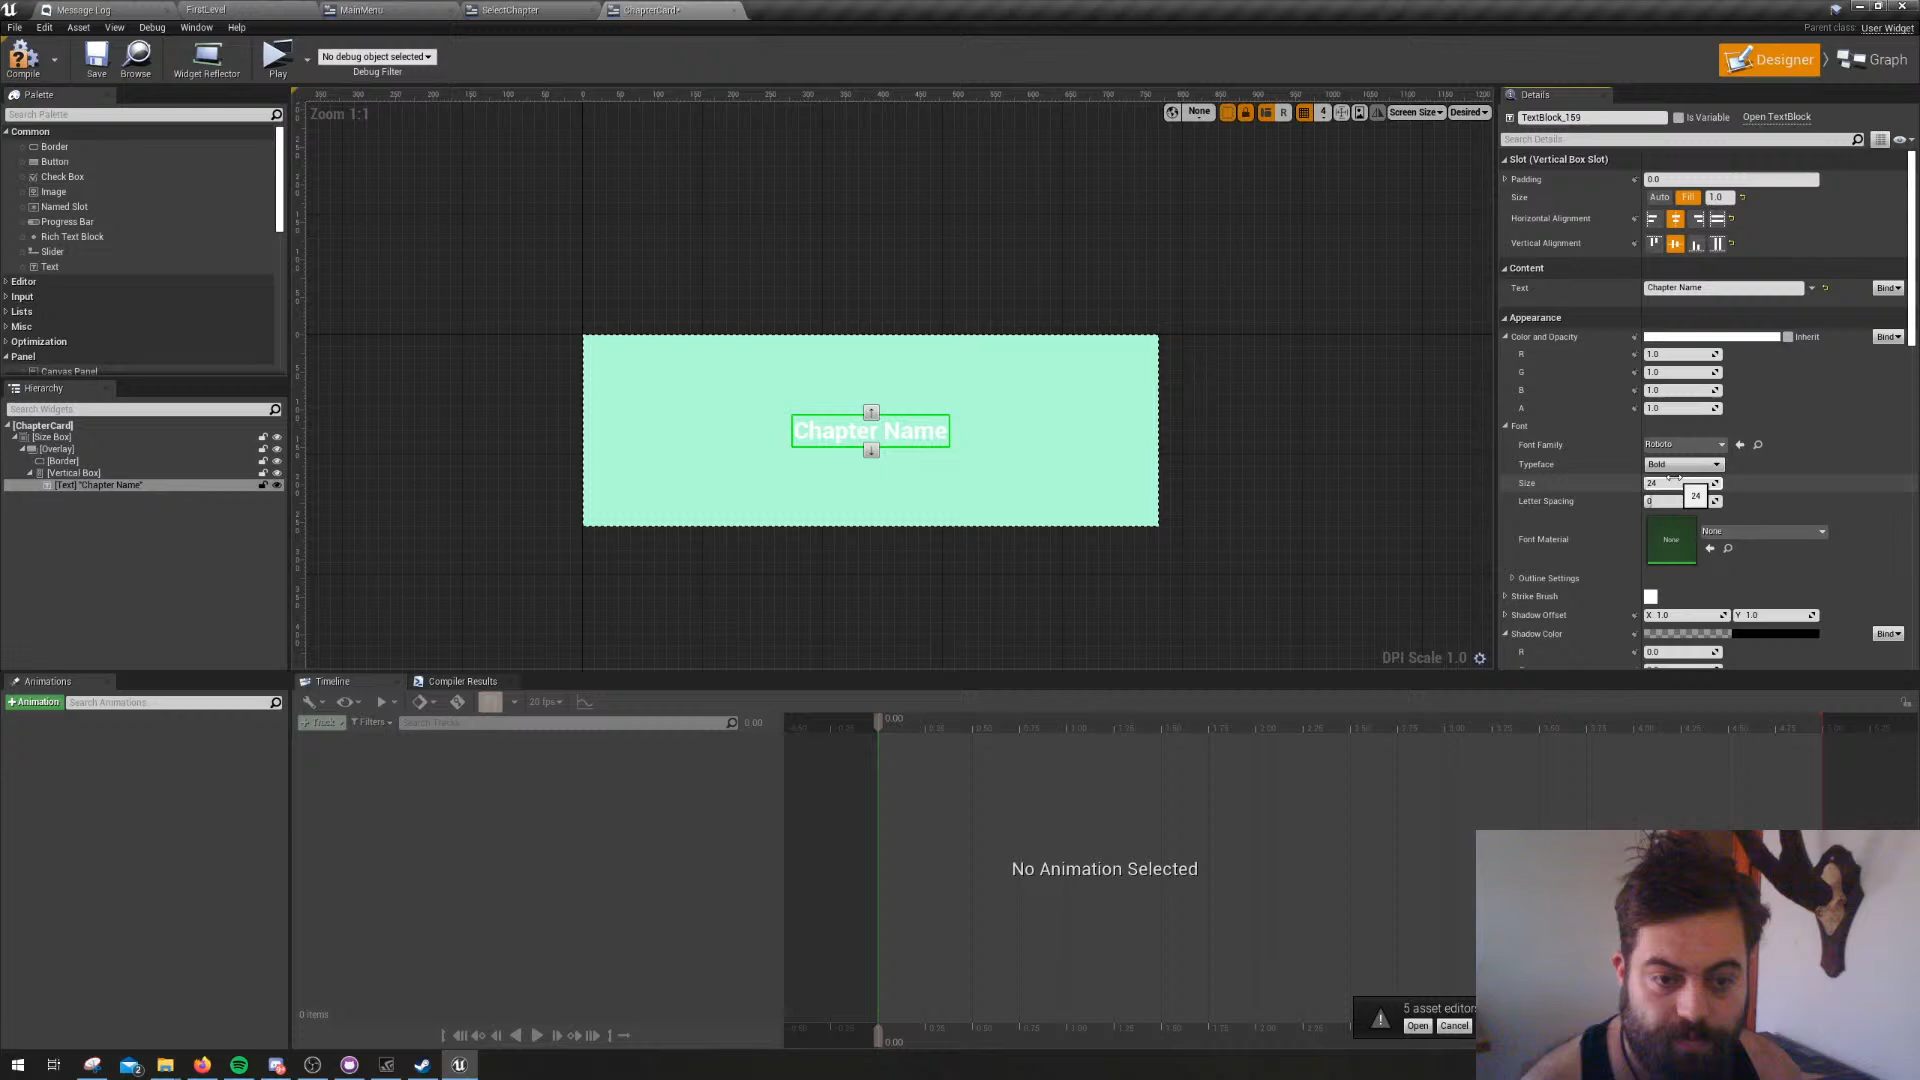 Message Log
FirstLevel
MainMenu
SelectChapter
ChapterCard*
File Edit Asset View Debug Window Help
Parent class: User Widget
Compile
Save
Browse
Widget Reflector
Play
No debug object selected
Debug Filter
Designer
Graph
Palette
Search Palette
Common
Border
Button
Check Box
Image
Named Slot
Progress Bar
Rich Text Block
Slider
Text
Editor
Input
Lists
Misc
Optimization
Panel
Canvas Panel
Hierarchy
Search Widgets
[ChapterCard]
[Size Box]
[Overlay]
[Border]
[Vertical Box]
[Text] "Chapter Name"
Zoom 1:1
None
R
4
Screen Size
Desired
Chapter Name
DPI Scale 1.0
Details
TextBlock_159
Is Variable
Open TextBlock
Search Details
Slot (Vertical Box Slot)
Padding 0.0
Size Auto Fill 1.0
Horizontal Alignment
Vertical Alignment
Content
Text Chapter Name Bind
Appearance
Color and Opacity Inherit Bind
R 1.0
G 1.0
B 1.0
A 1.0
Font
Font Family Roboto
Typeface Bold
Size 24
24
Letter Spacing 0
Font Material None None
Outline Settings
Strike Brush
Shadow Offset X 1.0 Y 1.0
Shadow Color Bind
R 0.0
Animations
+Animation
Search Animations
Timeline
Compiler Results
20 fps
+ Track
Filters
Search Tracks
0.00
0.00
No Animation Selected
0 items
0.00
5 asset editors
Open
Cancel